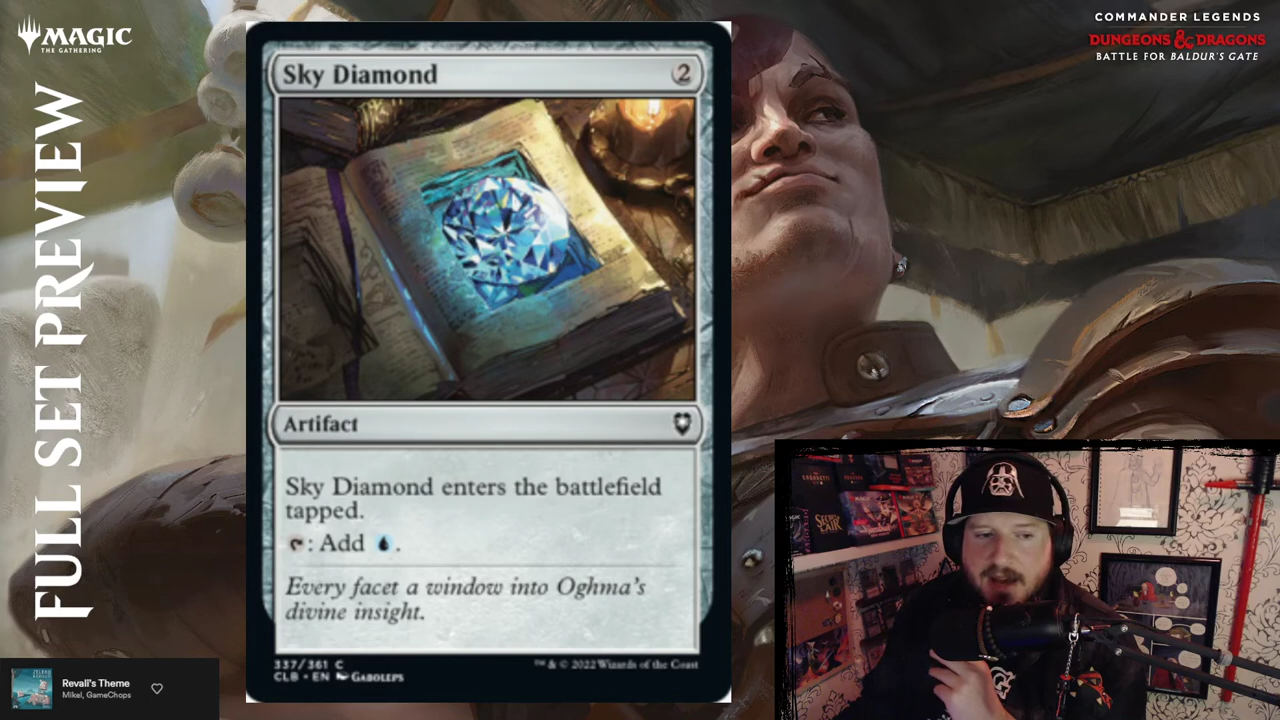 MAGIC
THE GATHERING
FULL SET PREVIEW
COMMANDER LEGENDS
DUNGEONS & DRAGONS
BATTLE FOR BALDUR'S GATE
Sky Diamond 2
Artifact
Sky Diamond enters the battlefield
tapped.
: Add .
Every facet a window into Oghma's
divine insight.
337/361 C
CLB • EN GABOLEPS
™ & © 2022 Wizards of the Coast
Revali's Theme
Mikel, GameChops